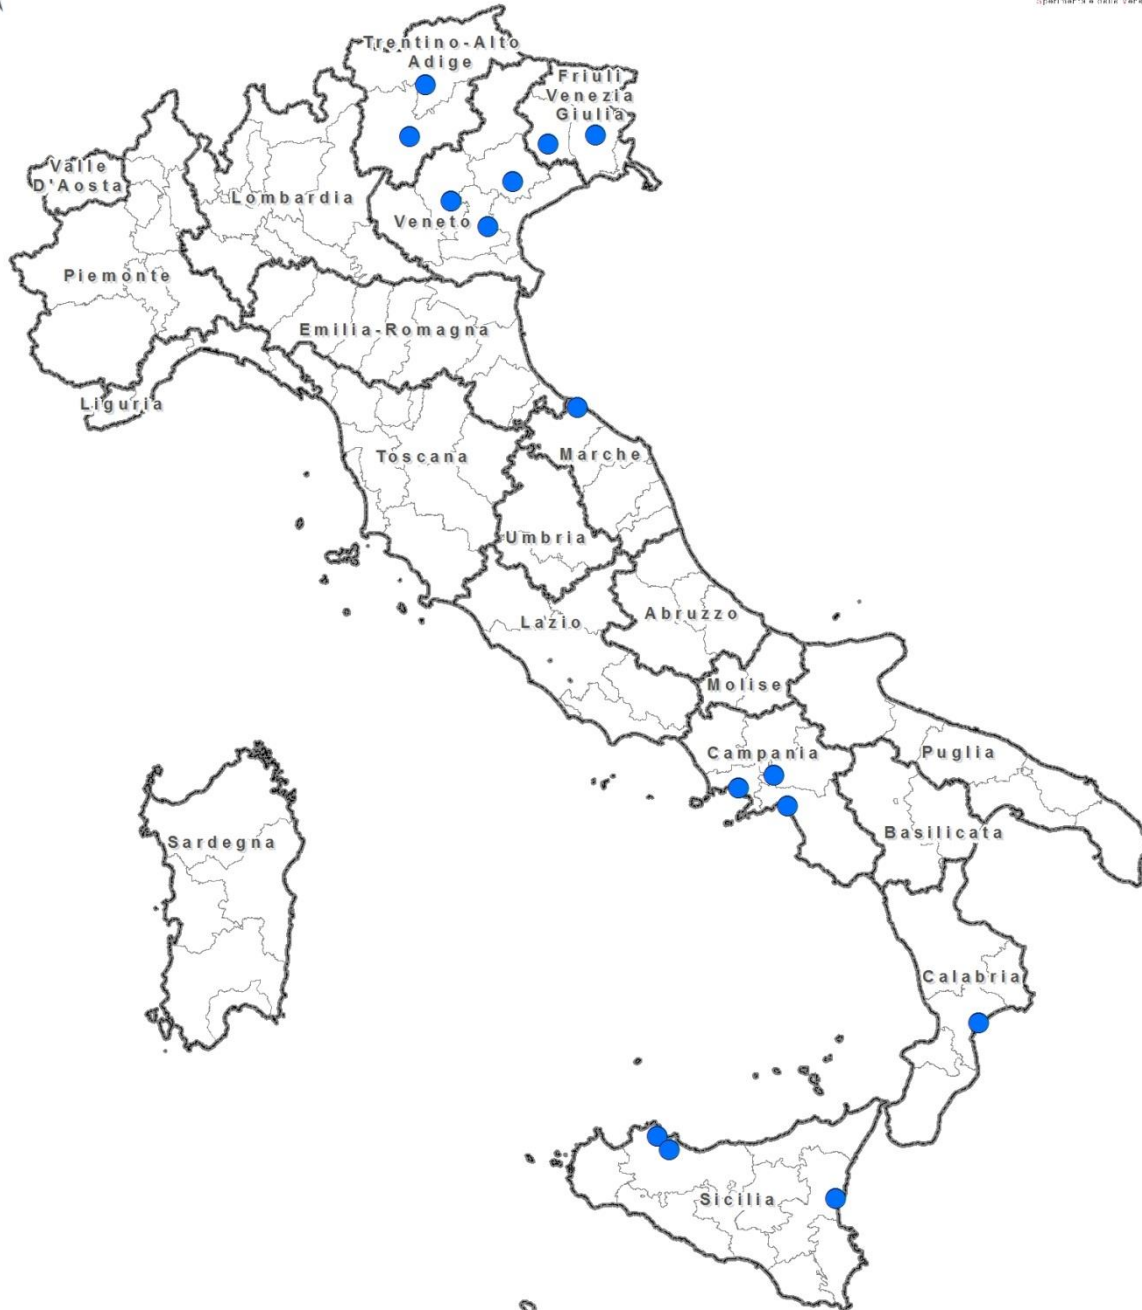 Trentino-Alto
Adige
Friuli
Venezia
Giulia
Valle
D'Aosta
Lombardia
Veneto
Piemonte
Emilia-Romagna
Liguria
Toscana
Marche
Umbria
Lazio
Abruzzo
Molise
Campania
Puglia
Basilicata
Sardegna
Calabria
Sicilia